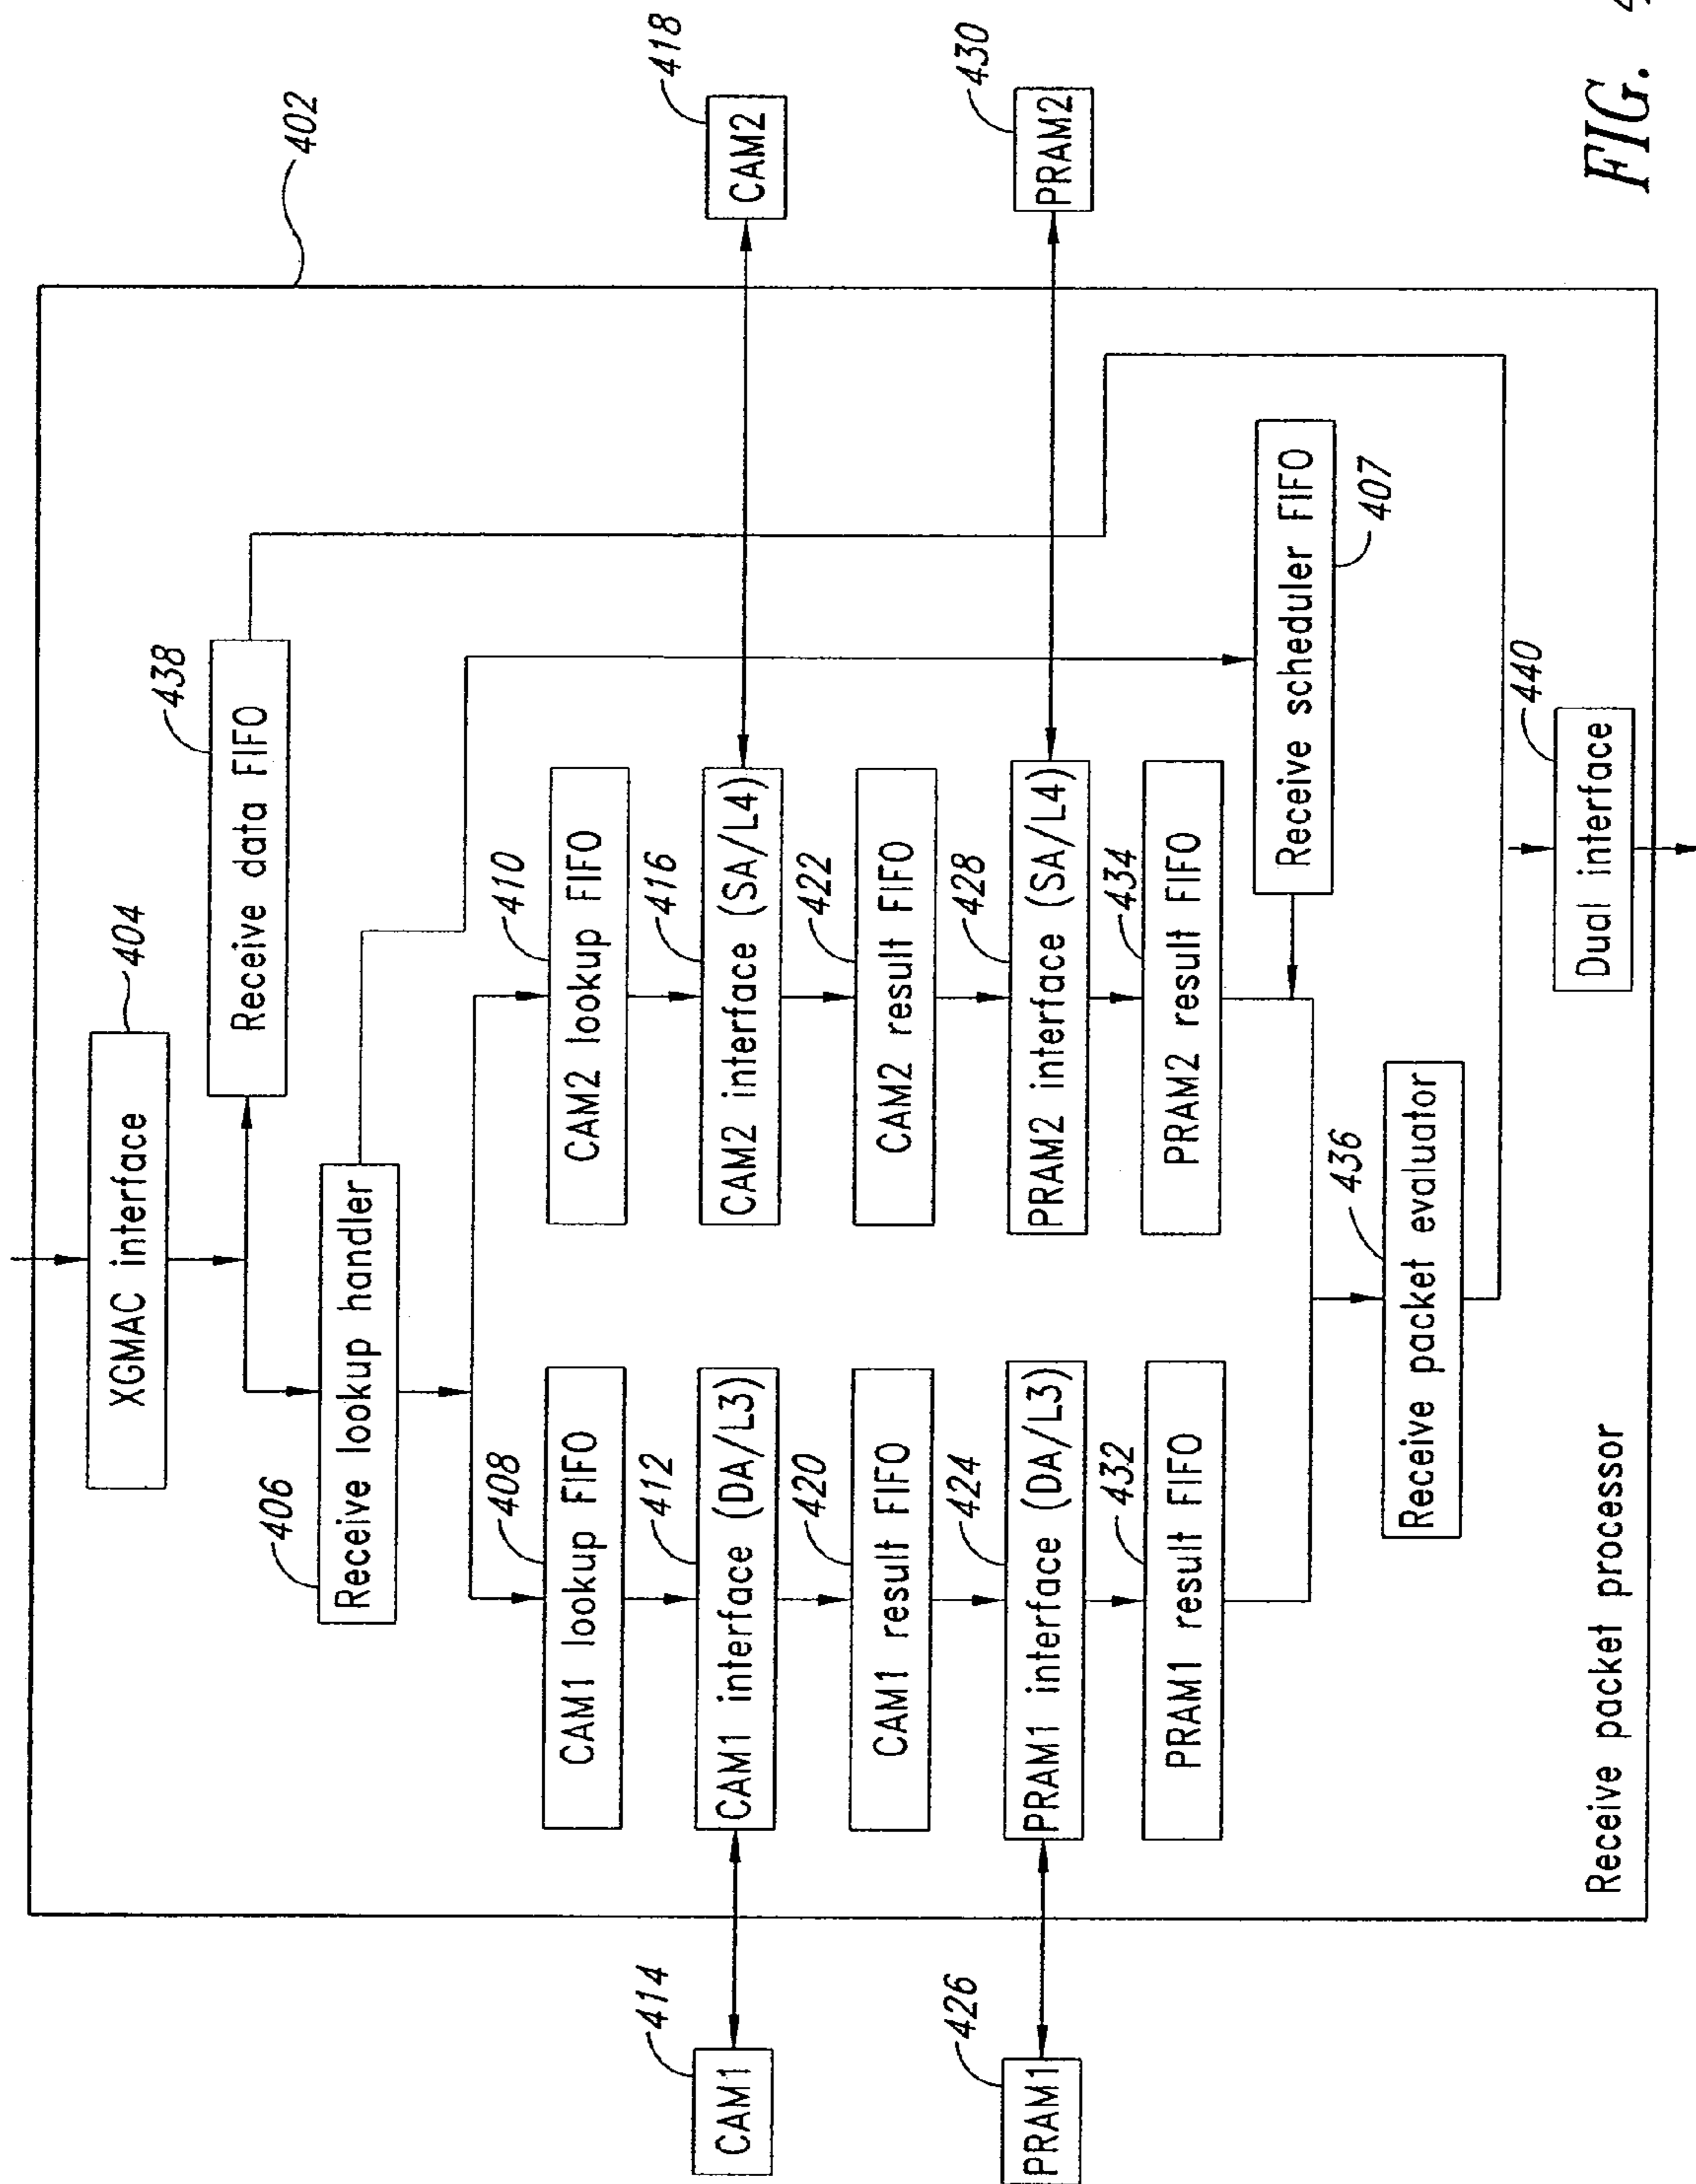 402
404
XGMAC interface
438
Receive data FIFO
406
Receive lookup handler
408
CAM1 lookup FIFO
410
CAM2 lookup FIFO
414
CAM1
412
CAM1 interface (DA/L3)
416
CAM2 interface (SA/L4)
418
CAM2
420
CAM1 result FIFO
422
CAM2 result FIFO
426
PRAM1
424
PRAM1 interface (DA/L3)
428
PRAM2 interface (SA/L4)
430
PRAM2
432
PRAM1 result FIFO
434
PRAM2 result FIFO
Receive scheduler FIFO
407
436
Receive packet evaluator
440
Dual interface
Receive packet processor
FIG.